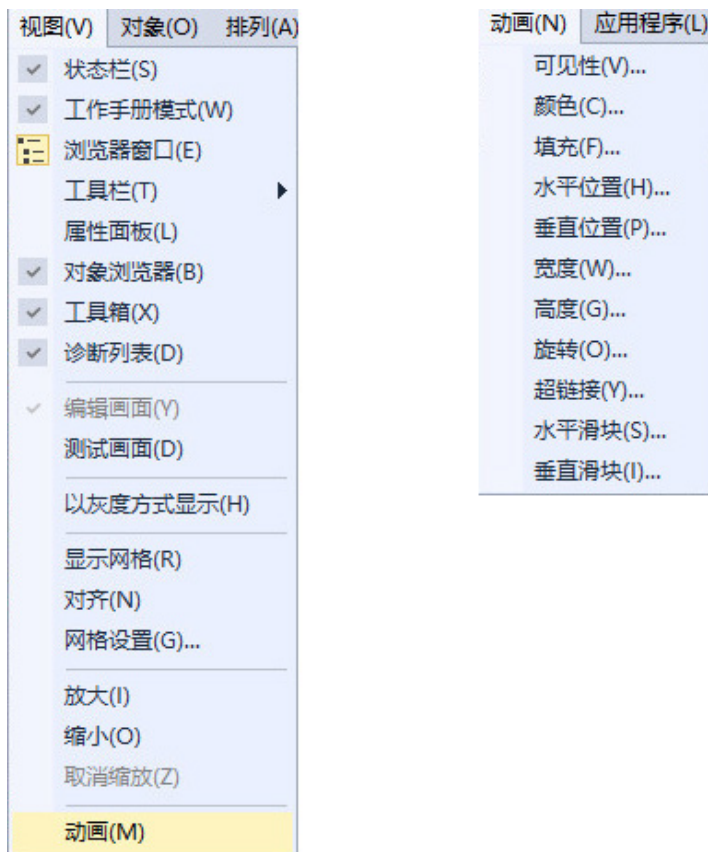 视图(V) 对象(O) 排列(A)
状态栏(S)
工作手册模式(W)
浏览器窗口(E)
工具栏(T)
属性面板(L)
对象浏览器(B)
工具箱(X)
诊断列表(D)
编辑画面(Y)
测试画面(D)
以灰度方式显示(H)
显示网格(R)
对齐(N)
网格设置(G)...
放大(I)
缩小(O)
取消缩放(Z)
动画(M)
动画(N) 应用程序(L)
可见性(V)...
颜色(C)...
填充(F)...
水平位置(H)...
垂直位置(P)...
宽度(W)...
高度(G)...
旋转(O)...
超链接(Y)...
水平滑块(S)...
垂直滑块(I)...